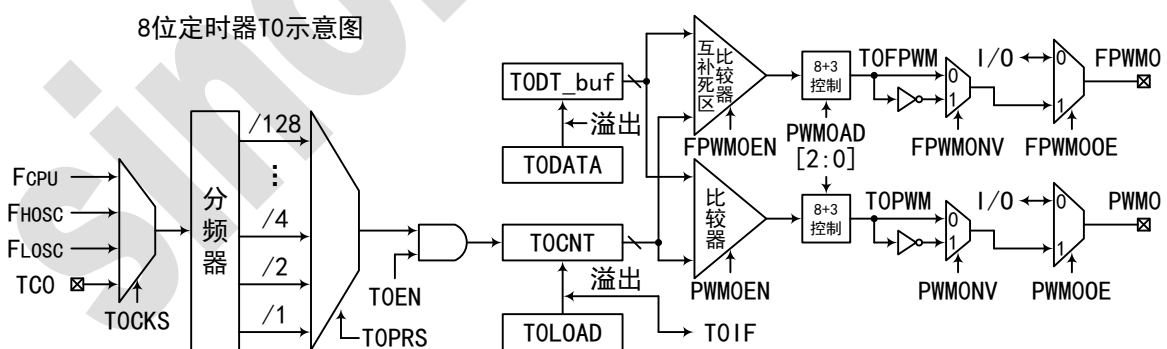 8位定时器T0示意图
FCPU
FHOSC
FLOSC
TC0
T0CKS
分频器
/128
⋮
/4
/2
/1
T0PRS
T0EN
T0DT_buf
溢出
T0DATA
T0CNT
溢出
T0LOAD
T0IF
互补死区
比较器
FPWM0EN
比较器
PWM0EN
8+3
控制
PWM0AD
[2:0]
8+3
控制
T0FPWM
0
1
FPWM0NV
I/O
0
1
FPWM0OE
FPWM0
T0PWM
0
1
PWM0NV
I/O
0
1
PWM0OE
PWM0
sino